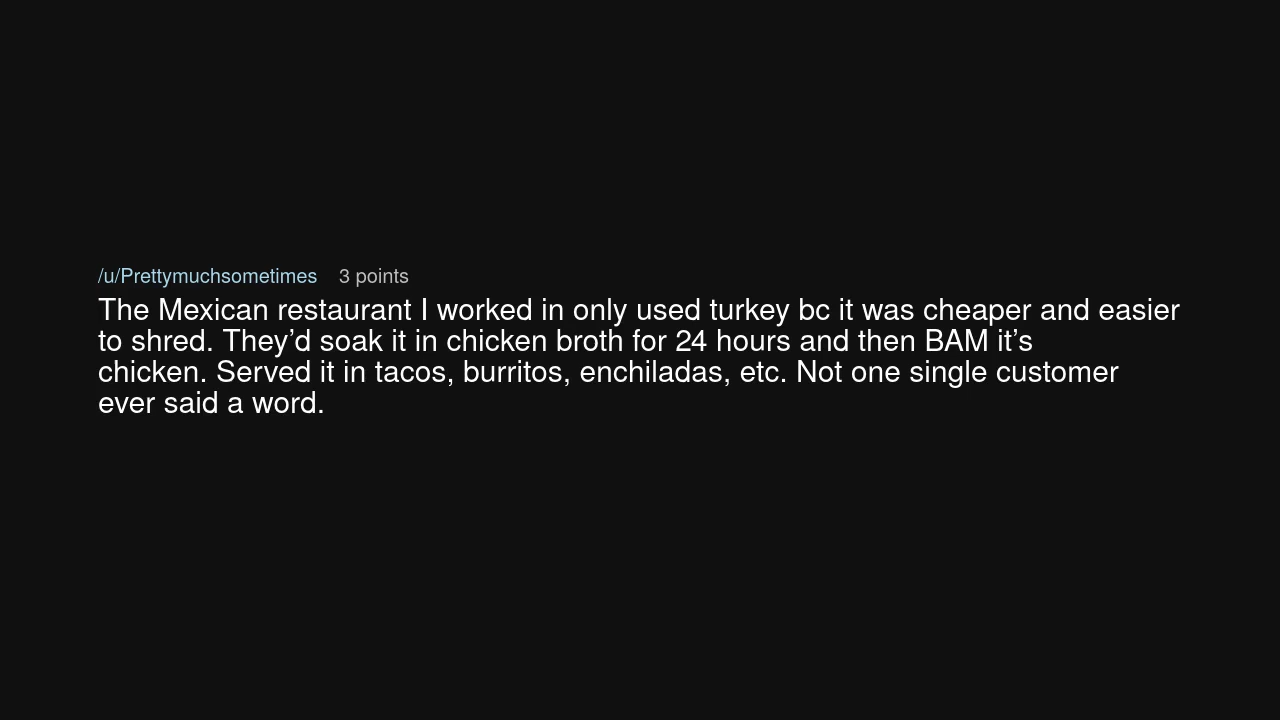 /u/Prettymuchsometimes 3 points
The Mexican restaurant I worked in only used turkey bc it was cheaper and easier
to shred. They’d soak it in chicken broth for 24 hours and then BAM it’s
chicken. Served it in tacos, burritos, enchiladas, etc. Not one single customer
ever said a word.